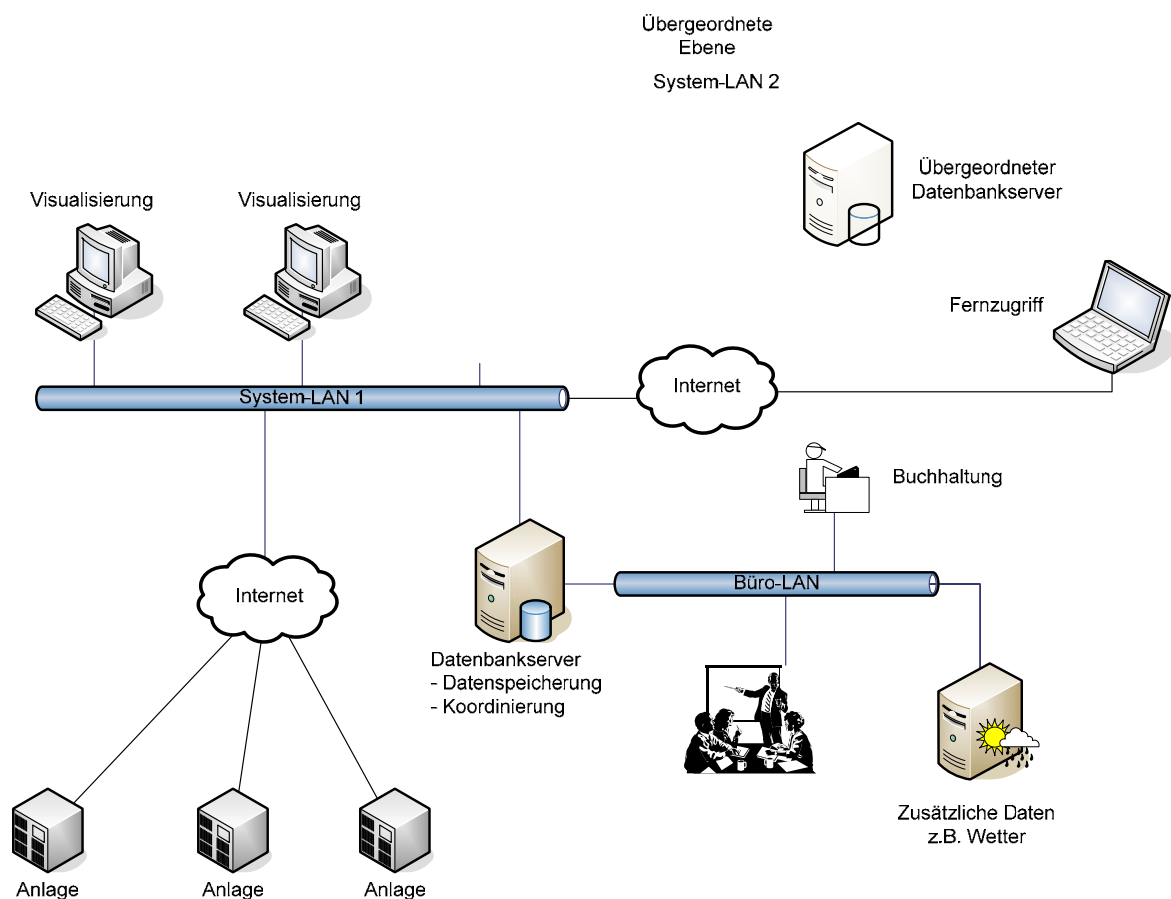 Übergeordnete
Ebene
System-LAN 2
Übergeordneter
Datenbankserver
Visualisierung
Visualisierung
Fernzugriff
System-LAN 1
Internet
Buchhaltung
Büro-LAN
Internet
Datenbankserver
- Datenspeicherung
- Koordinierung
Zusätzliche Daten
z.B. Wetter
Anlage
Anlage
Anlage